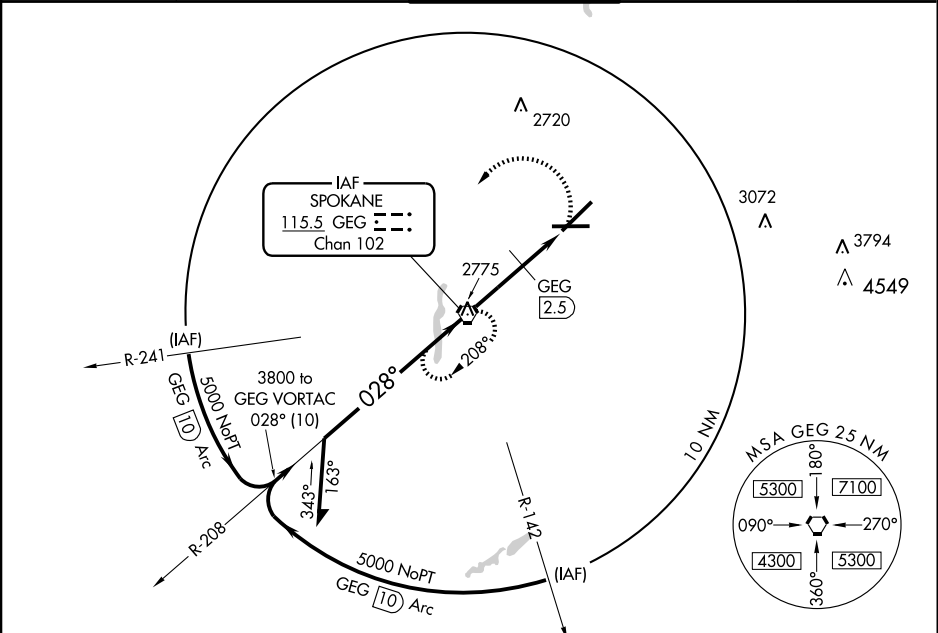 2720
IAF
SPOKANE
115.5 GEG
Chan 102
3072
3794
4549
2775
GEG
2.5
208°
(IAF)
R-241
5000 NoPT
GEG 10 Arc
3800 to
GEG VORTAC
028° (10)
028°
10 NM
343°
163°
R-208
R-142
5000 NoPT
GEG 10 Arc
(IAF)
MSA GEG 25 NM
180°
5300
7100
090°
270°
4300
5300
360°